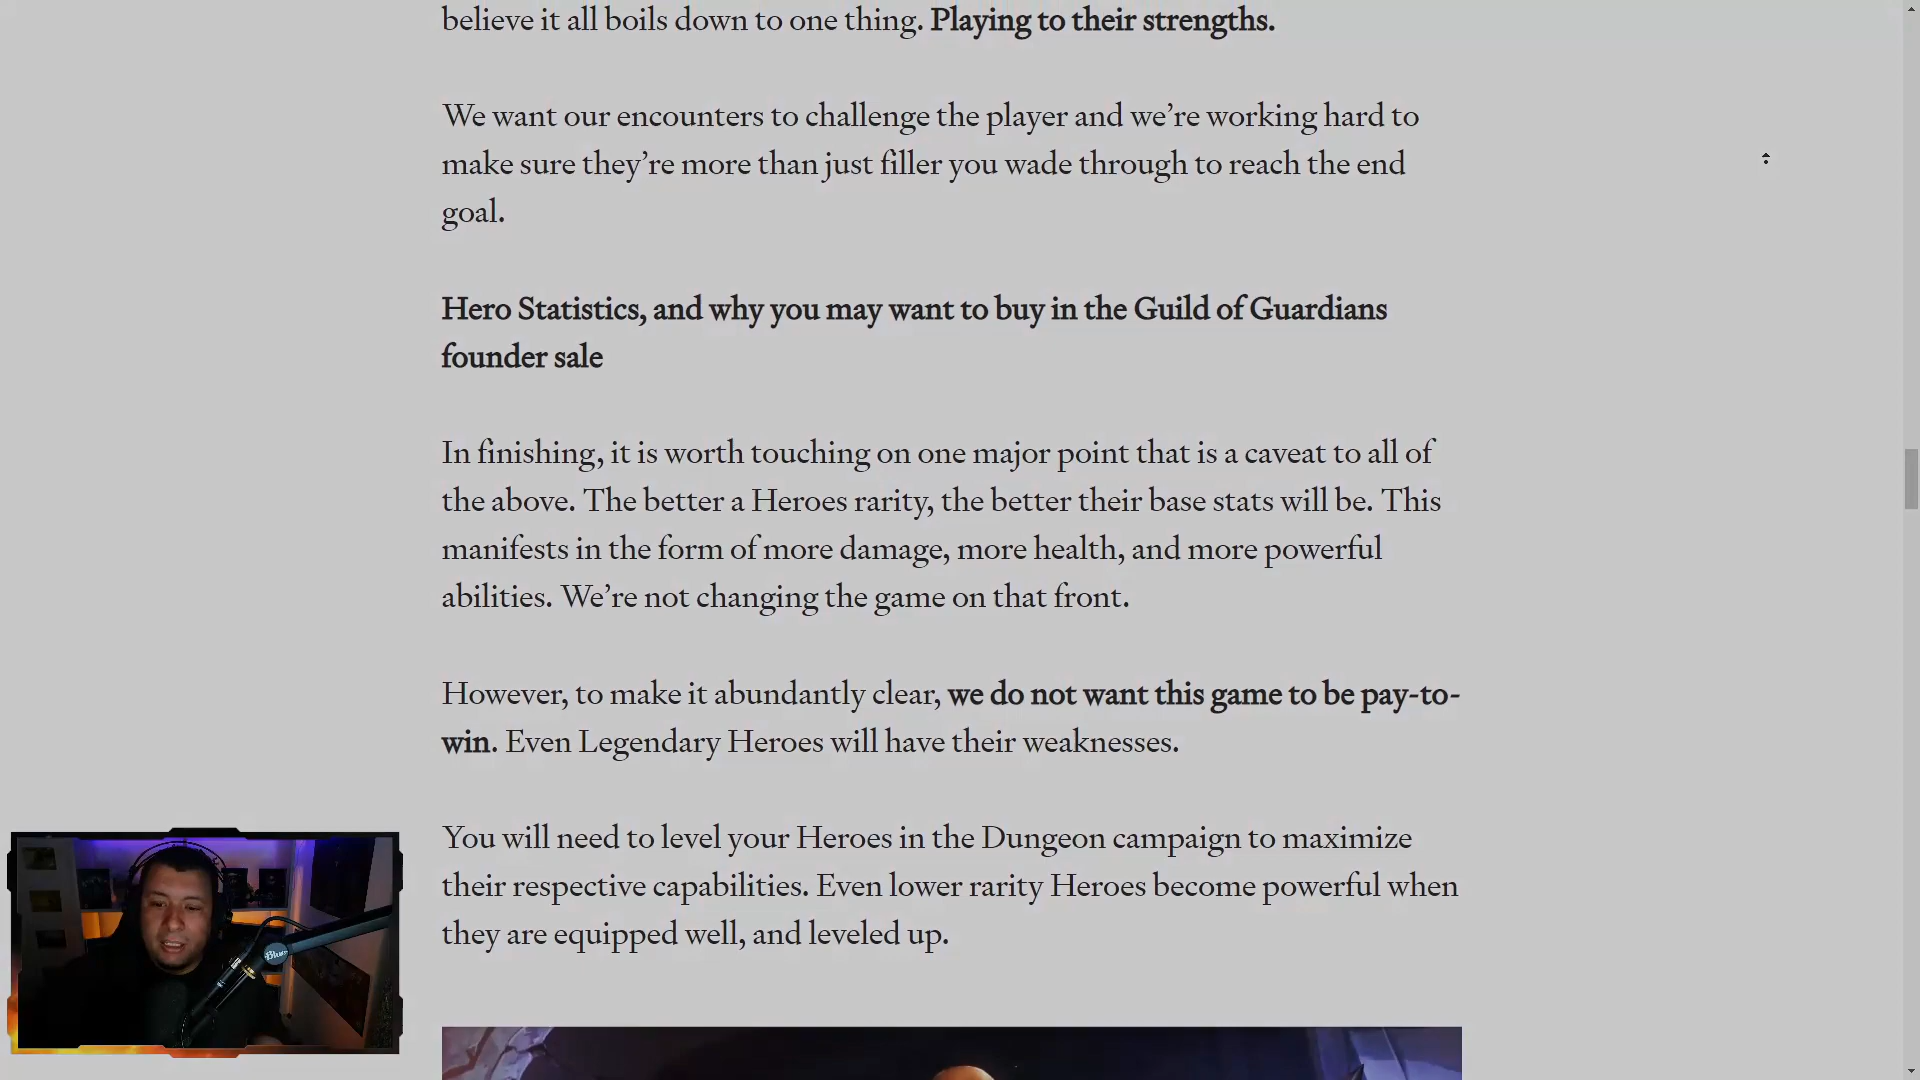 believe it all boils down to one thing. Playing to their strengths.
We want our encounters to challenge the player and we’re working hard to
make sure they’re more than just filler you wade through to reach the end
goal.
Hero Statistics, and why you may want to buy in the Guild of Guardians
founder sale
In finishing, it is worth touching on one major point that is a caveat to all of
the above. The better a Heroes rarity, the better their base stats will be. This
manifests in the form of more damage, more health, and more powerful
abilities. We’re not changing the game on that front.
However, to make it abundantly clear, we do not want this game to be pay-to-
win. Even Legendary Heroes will have their weaknesses.
You will need to level your Heroes in the Dungeon campaign to maximize
their respective capabilities. Even lower rarity Heroes become powerful when
they are equipped well, and leveled up.
Blue